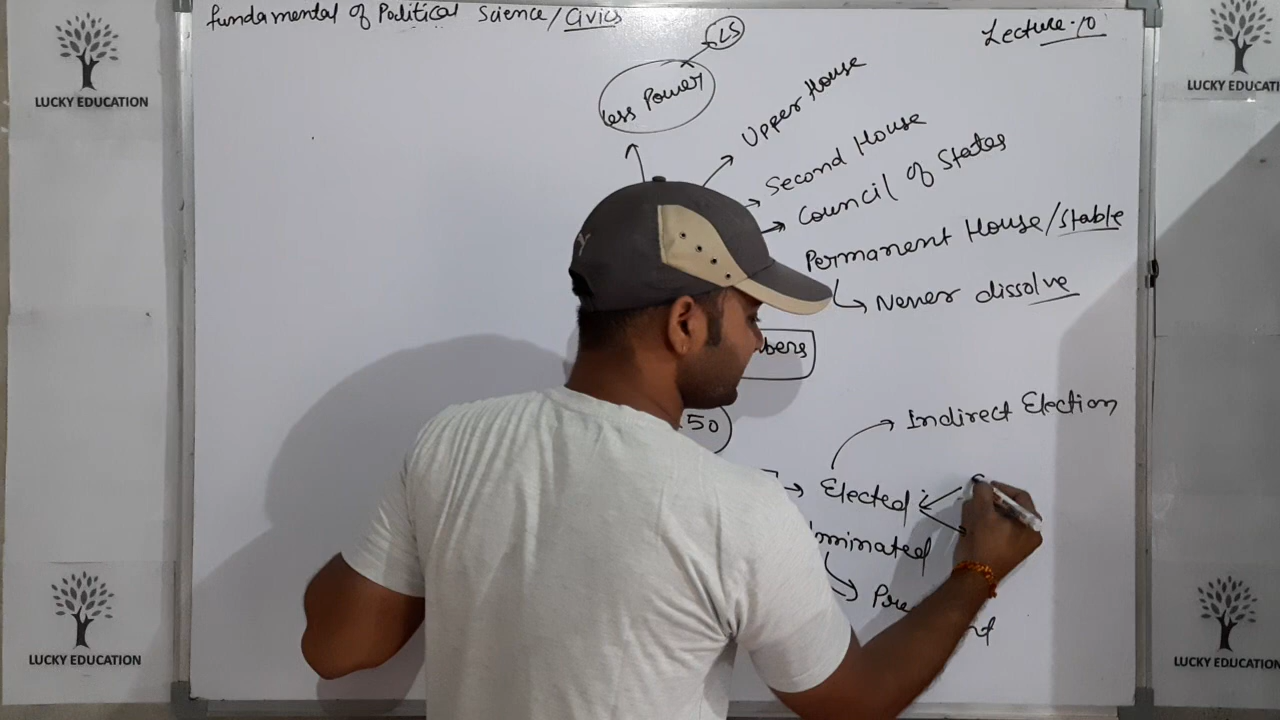 fundamental of Political Science/Civics
Lecture-10
LS
Less Power
Upper House
Second House
Council of States
Permanent House/Stable
Never dissolve
50
Indirect Election
Elected
LUCKY EDUCATION
LUCKY EDUCATION
LUCKY EDUCATI
LUCKY EDUCATION